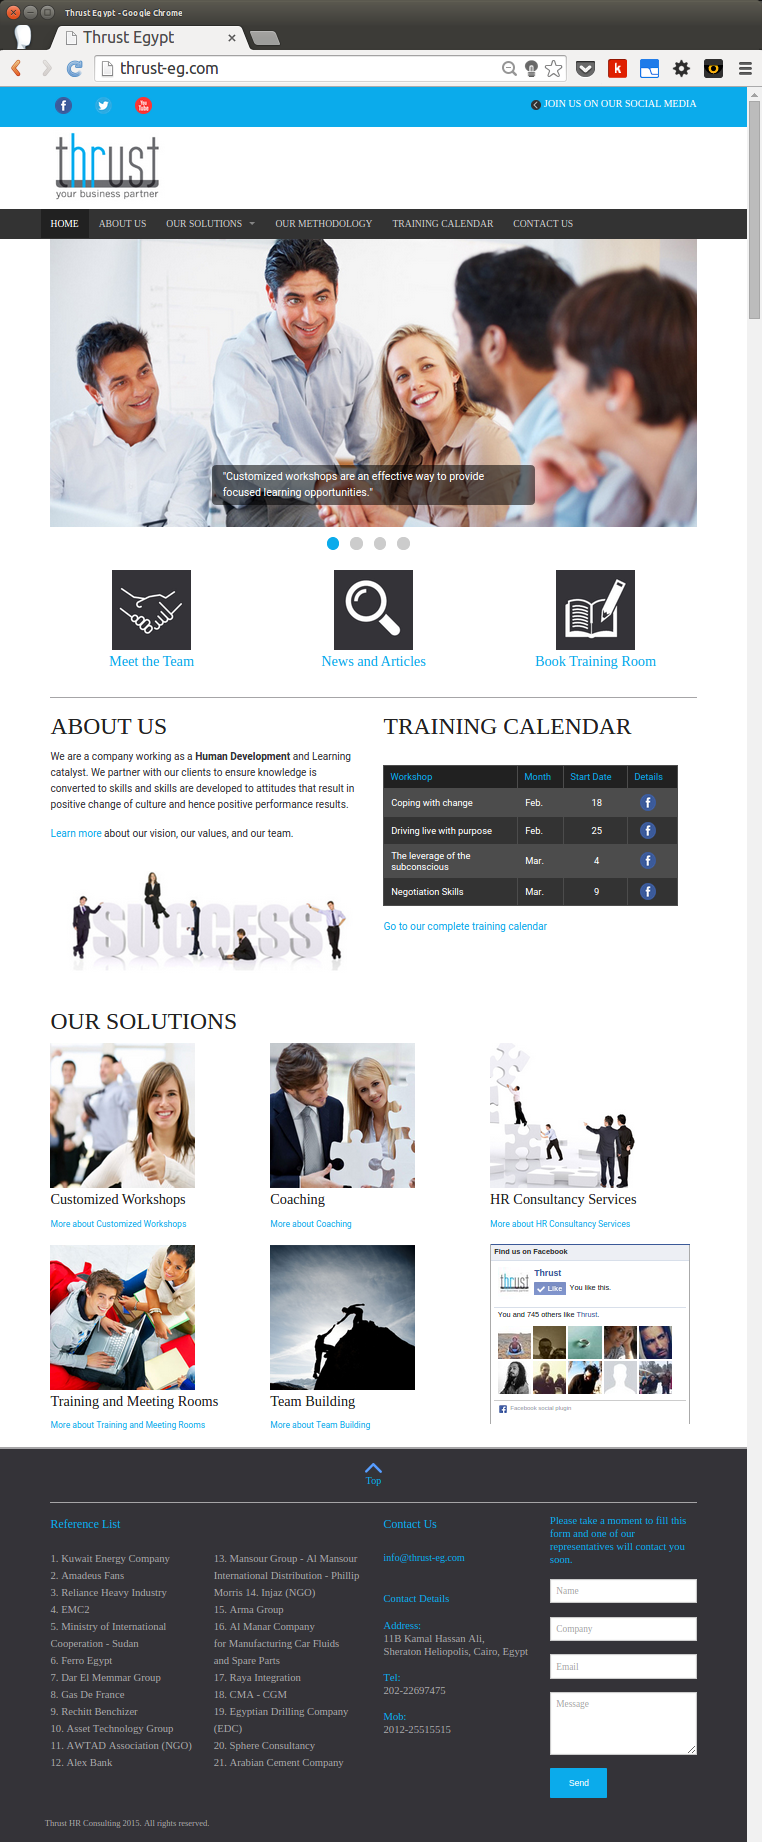 Thrust Egypt - Google Chrome
Thrust Egypt
thrust-eg.com
JOIN US ON OUR SOCIAL MEDIA
thrust
your business partner
HOME ABOUT US OUR SOLUTIONS OUR METHODOLOGY TRAINING CALENDAR CONTACT US
"Customized workshops are an effective way to provide
focused learning opportunities."
Meet the Team
News and Articles
Book Training Room
ABOUT US
We are a company working as a Human Development and Learning
catalyst. We partner with our clients to ensure knowledge is
converted to skills and skills are developed to attitudes that result in
positive change of culture and hence positive performance results.
Learn more about our vision, our values, and our team.
SUCCESS
TRAINING CALENDAR
Workshop Month Start Date Details
Coping with change Feb. 18
Driving live with purpose Feb. 25
The leverage of the
subconscious Mar. 4
Negotiation Skills Mar. 9
Go to our complete training calendar
OUR SOLUTIONS
Customized Workshops
More about Customized Workshops
Coaching
More about Coaching
HR Consultancy Services
More about HR Consultancy Services
Training and Meeting Rooms
More about Training and Meeting Rooms
Team Building
More about Team Building
Find us on Facebook
thrust
Thrust
Like You like this.
You and 745 others like Thrust.
Facebook social plugin
Top
Reference List
1. Kuwait Energy Company
2. Amadeus Fans
3. Reliance Heavy Industry
4. EMC2
5. Ministry of International
Cooperation - Sudan
6. Ferro Egypt
7. Dar El Memmar Group
8. Gas De France
9. Rechitt Benchizer
10. Asset Technology Group
11. AWTAD Association (NGO)
12. Alex Bank
13. Mansour Group - Al Mansour
International Distribution - Phillip
Morris 14. Injaz (NGO)
15. Arma Group
16. Al Manar Company
for Manufacturing Car Fluids
and Spare Parts
17. Raya Integration
18. CMA - CGM
19. Egyptian Drilling Company
(EDC)
20. Sphere Consultancy
21. Arabian Cement Company
Contact Us
info@thrust-eg.com
Contact Details
Address:
11B Kamal Hassan Ali,
Sheraton Heliopolis, Cairo, Egypt
Tel:
202-22697475
Mob:
2012-25515515
Please take a moment to fill this
form and one of our
representatives will contact you
soon.
Name
Company
Email
Message
Send
Thrust HR Consulting 2015. All rights reserved.